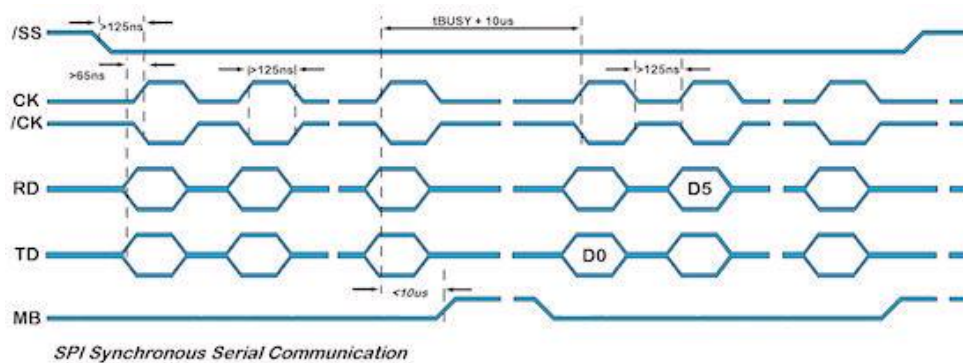 tBUSY + 10us
/SS
>125ns
>65ns
>125ns
>125ns
CK
/CK
RD
D5
TD
D0
<10us
MB
SPI Synchronous Serial Communication